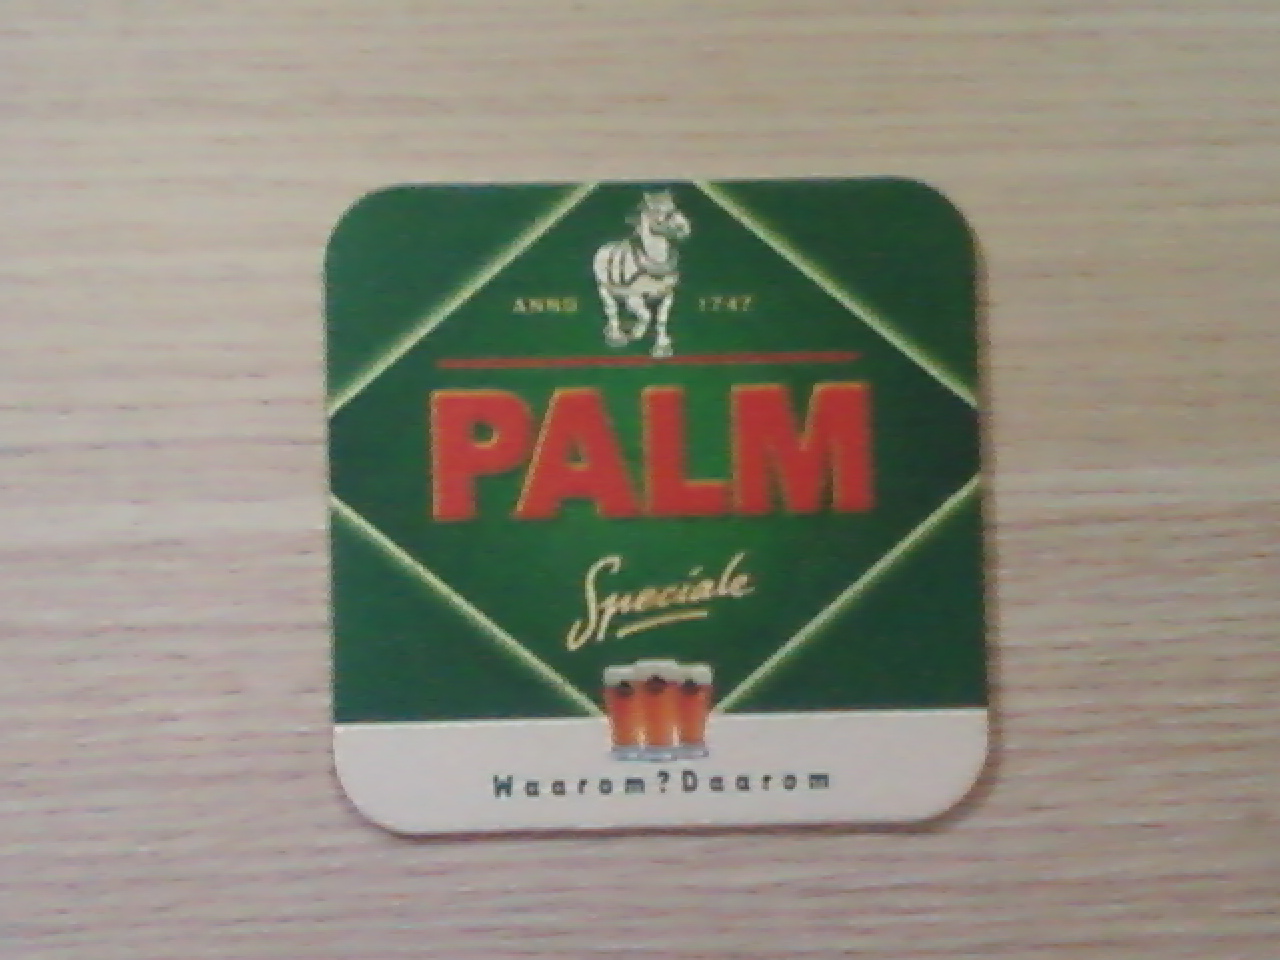 ANNO 1747
PALM
Speciale
Waarom?Daarom